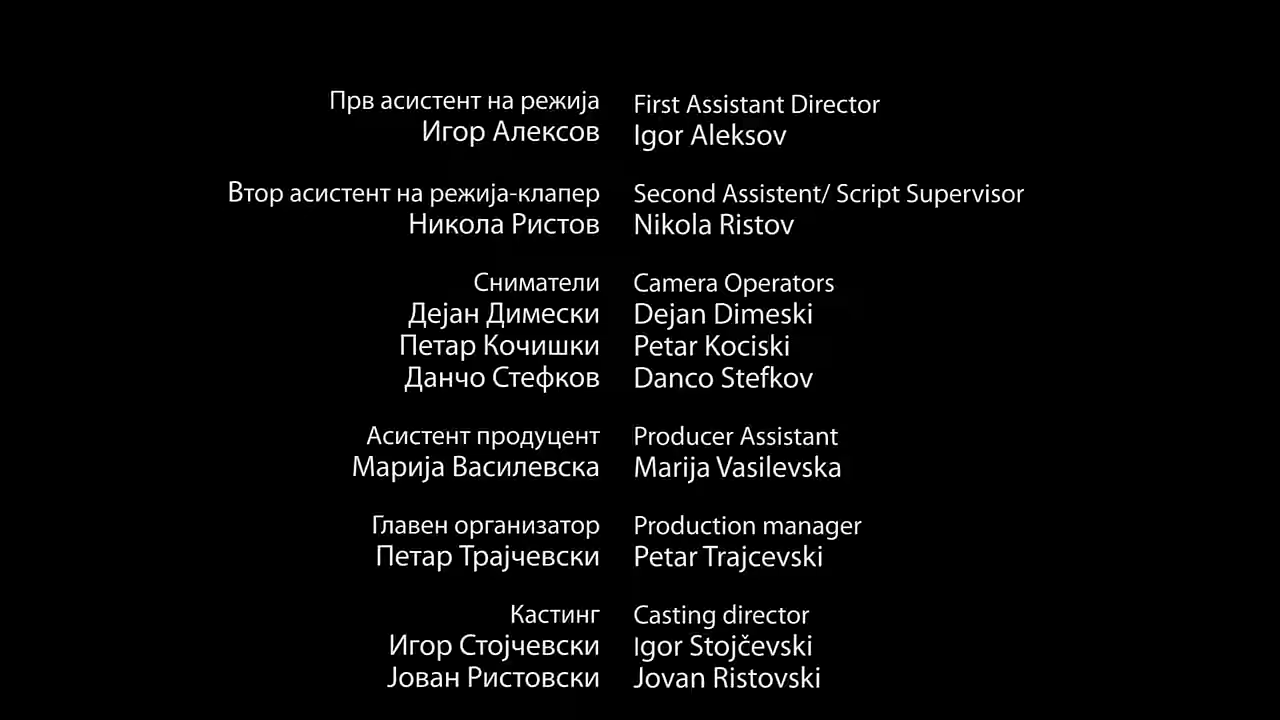 Прв асистент на режија First Assistant Director
Игор Алексов Igor Aleksov
Втор асистент на режија-клапер Second Assistent/ Script Supervisor
Никола Ристов Nikola Ristov
Сниматели Camera Operators
Дејан Димески Dejan Dimeski
Петар Кочишки Petar Kociski
Данчо Стефков Danco Stefkov
Асистент продуцент Producer Assistant
Марија Василевска Marija Vasilevska
Главен организатор Production manager
Петар Трајчевски Petar Trajcevski
Кастинг Casting director
Игор Стојчевски Igor Stojčevski
Јован Ристовски Jovan Ristovski